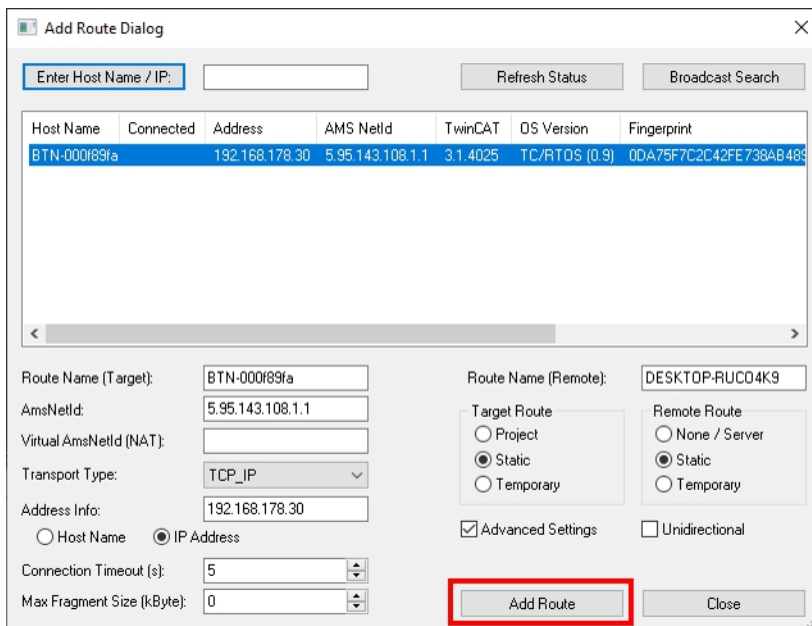 Add Route Dialog
Enter Host Name / IP: Refresh Status Broadcast Search
Host Name Connected Address AMS NetId TwinCAT OS Version Fingerprint
BTN-000f89fa 192.168.178.30 5.95.143.108.1.1 3.1.4025 TC/RTOS (0.9) 0DA75F7C2C42FE738AB489
Route Name (Target): BTN-000f89fa Route Name (Remote): DESKTOP-RUCO4K9
AmsNetId: 5.95.143.108.1.1 Target Route Remote Route
Virtual AmsNetId (NAT): Project None / Server
Transport Type: TCP_IP Static Static
Address Info: 192.168.178.30 Temporary Temporary
Host Name IP Address Advanced Settings Unidirectional
Connection Timeout (s): 5
Max Fragment Size (kByte): 0 Add Route Close